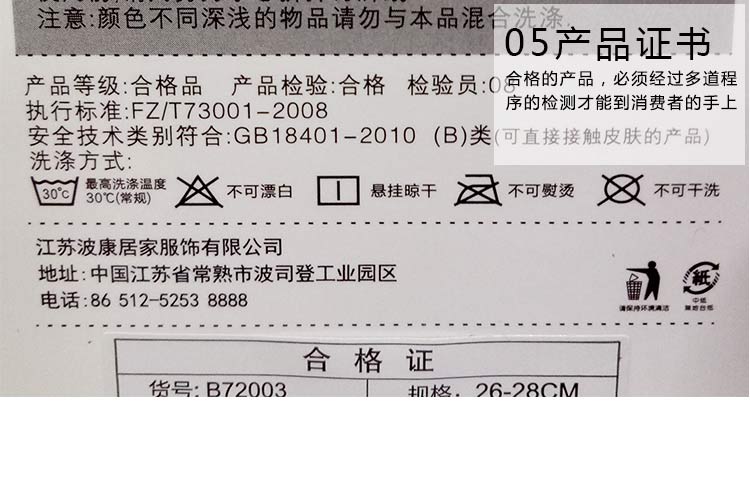 注意:颜色不同深浅的物品请勿与本品混合洗涤.
05产品证书
合格的产品，必须经过多道程
序的检测才能到消费者的手上
产品等级:合格品 产品检验:合格 检验员:08
执行标准:FZ/T73001-2008
安全技术类别符合:GB18401-2010 (B)类(可直接接触皮肤的产品)
洗涤方式:
30℃ 最高洗涤温度 30℃(常规) 不可漂白 悬挂晾干 不可熨烫 不可干洗
江苏波康居家服饰有限公司
地址:中国江苏省常熟市波司登工业园区
电话:86 512-5253 8888
请保持环境清洁
紙
合格证
货号: B72003 规格: 26-28CM